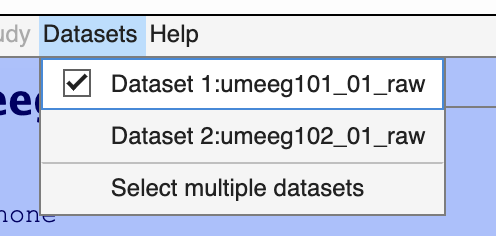 udy Datasets Help
Dataset 1:umeeg101_01_raw
Dataset 2:umeeg102_01_raw
Select multiple datasets
none